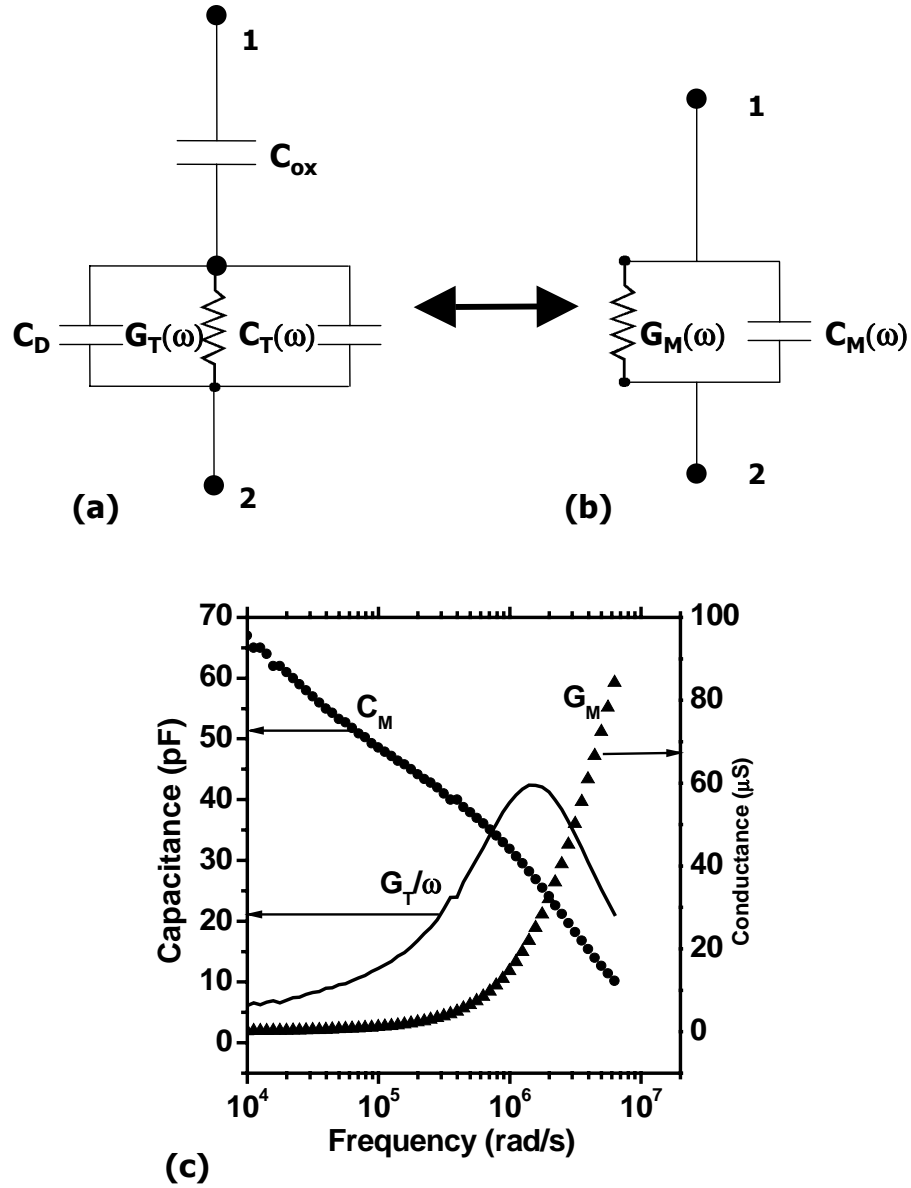 1
C_ox
C_D
G_T(ω)
C_T(ω)
2
(a)
1
G_M(ω)
C_M(ω)
2
(b)
70
60
50
40
30
20
10
0
Capacitance (pF)
C_M
G_T/ω
G_M
100
80
60
40
20
0
Conductance (μS)
10^4
10^5
10^6
10^7
Frequency (rad/s)
(c)